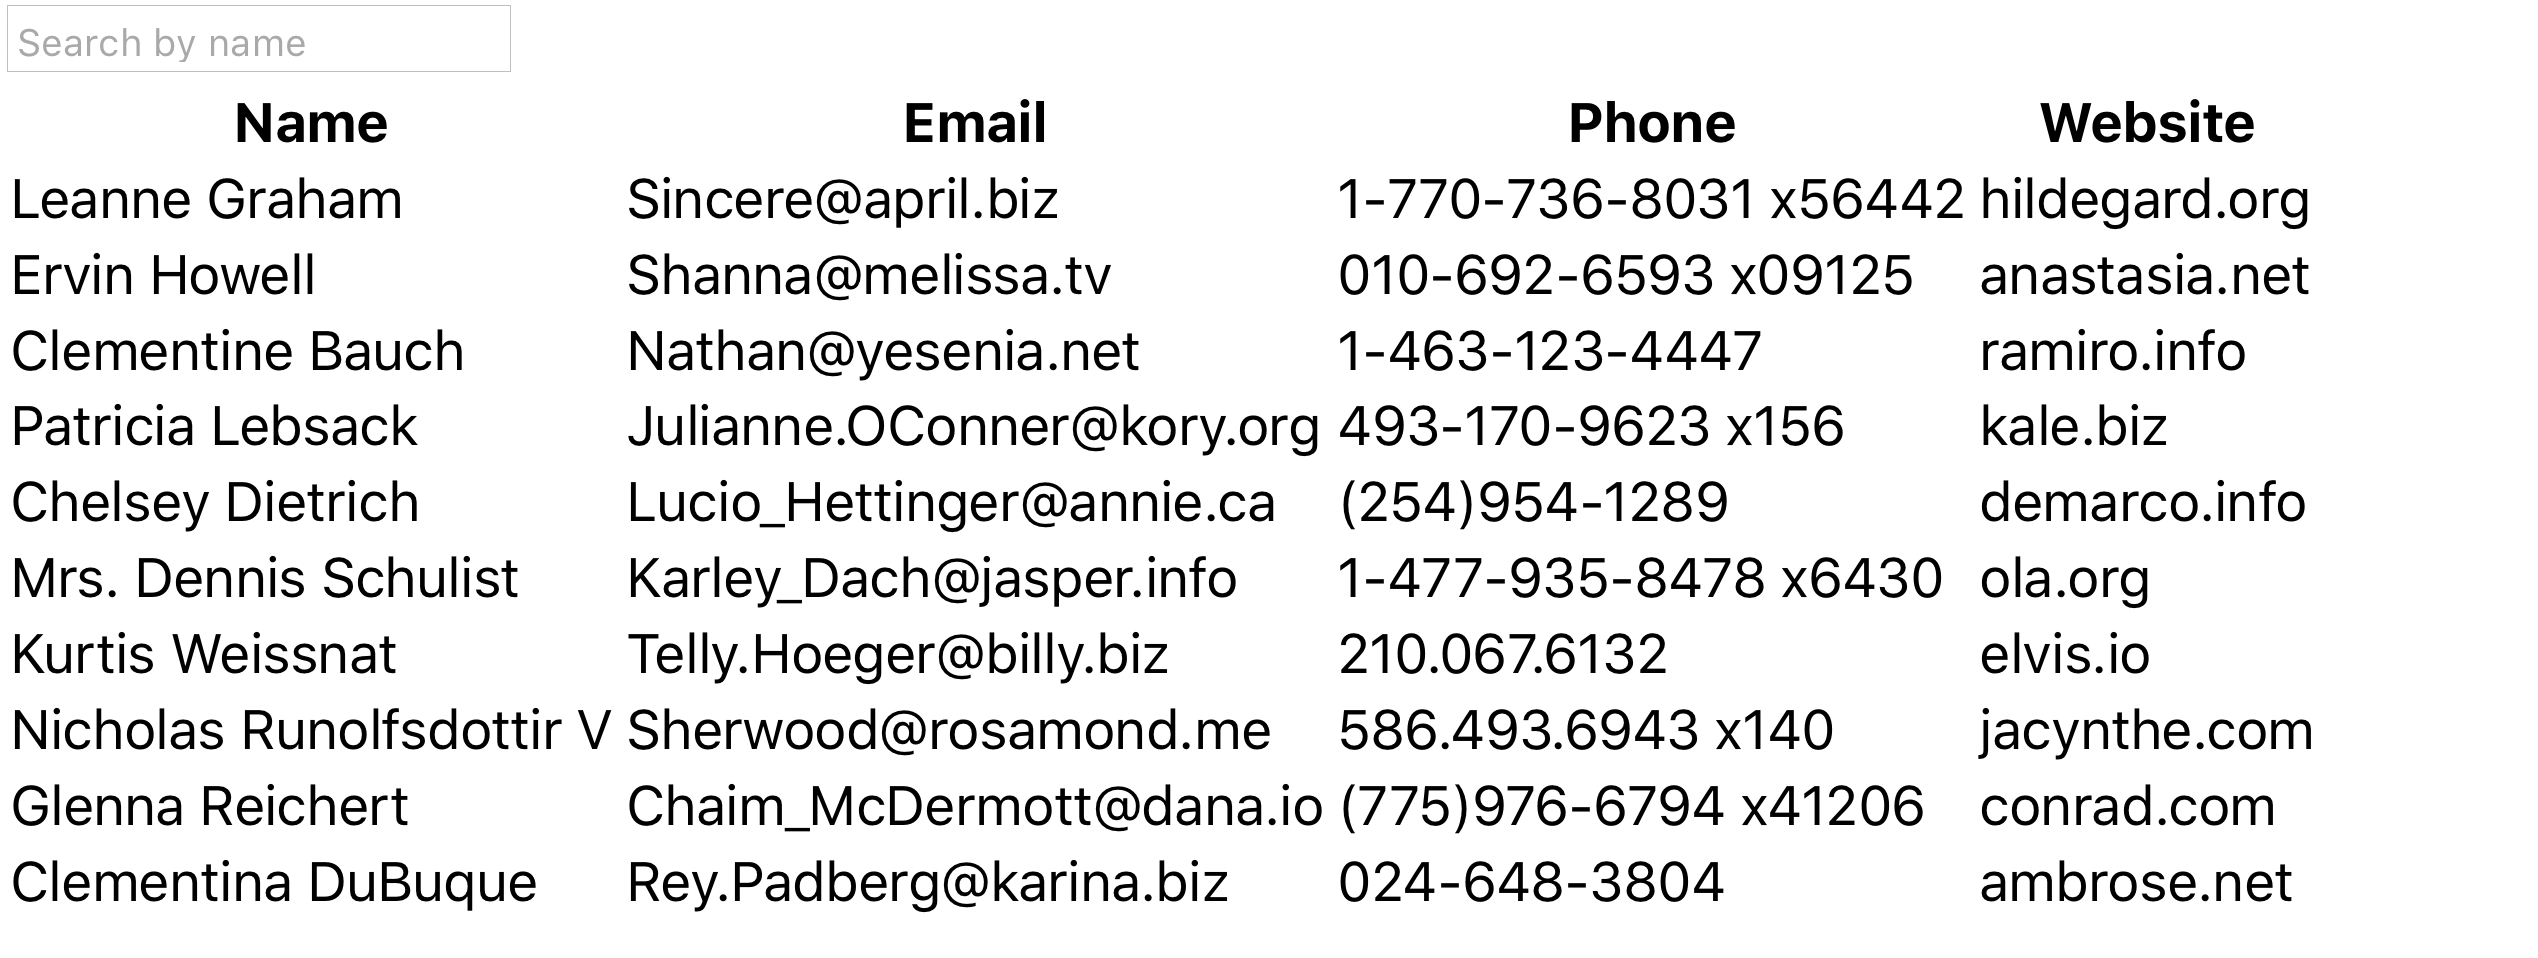 Search by name
Name Email Phone Website
Leanne Graham Sincere@april.biz 1-770-736-8031 x56442 hildegard.org
Ervin Howell Shanna@melissa.tv 010-692-6593 x09125 anastasia.net
Clementine Bauch Nathan@yesenia.net 1-463-123-4447 ramiro.info
Patricia Lebsack Julianne.OConner@kory.org 493-170-9623 x156 kale.biz
Chelsey Dietrich Lucio_Hettinger@annie.ca (254)954-1289 demarco.info
Mrs. Dennis Schulist Karley_Dach@jasper.info 1-477-935-8478 x6430 ola.org
Kurtis Weissnat Telly.Hoeger@billy.biz 210.067.6132 elvis.io
Nicholas Runolfsdottir V Sherwood@rosamond.me 586.493.6943 x140 jacynthe.com
Glenna Reichert Chaim_McDermott@dana.io (775)976-6794 x41206 conrad.com
Clementina DuBuque Rey.Padberg@karina.biz 024-648-3804 ambrose.net